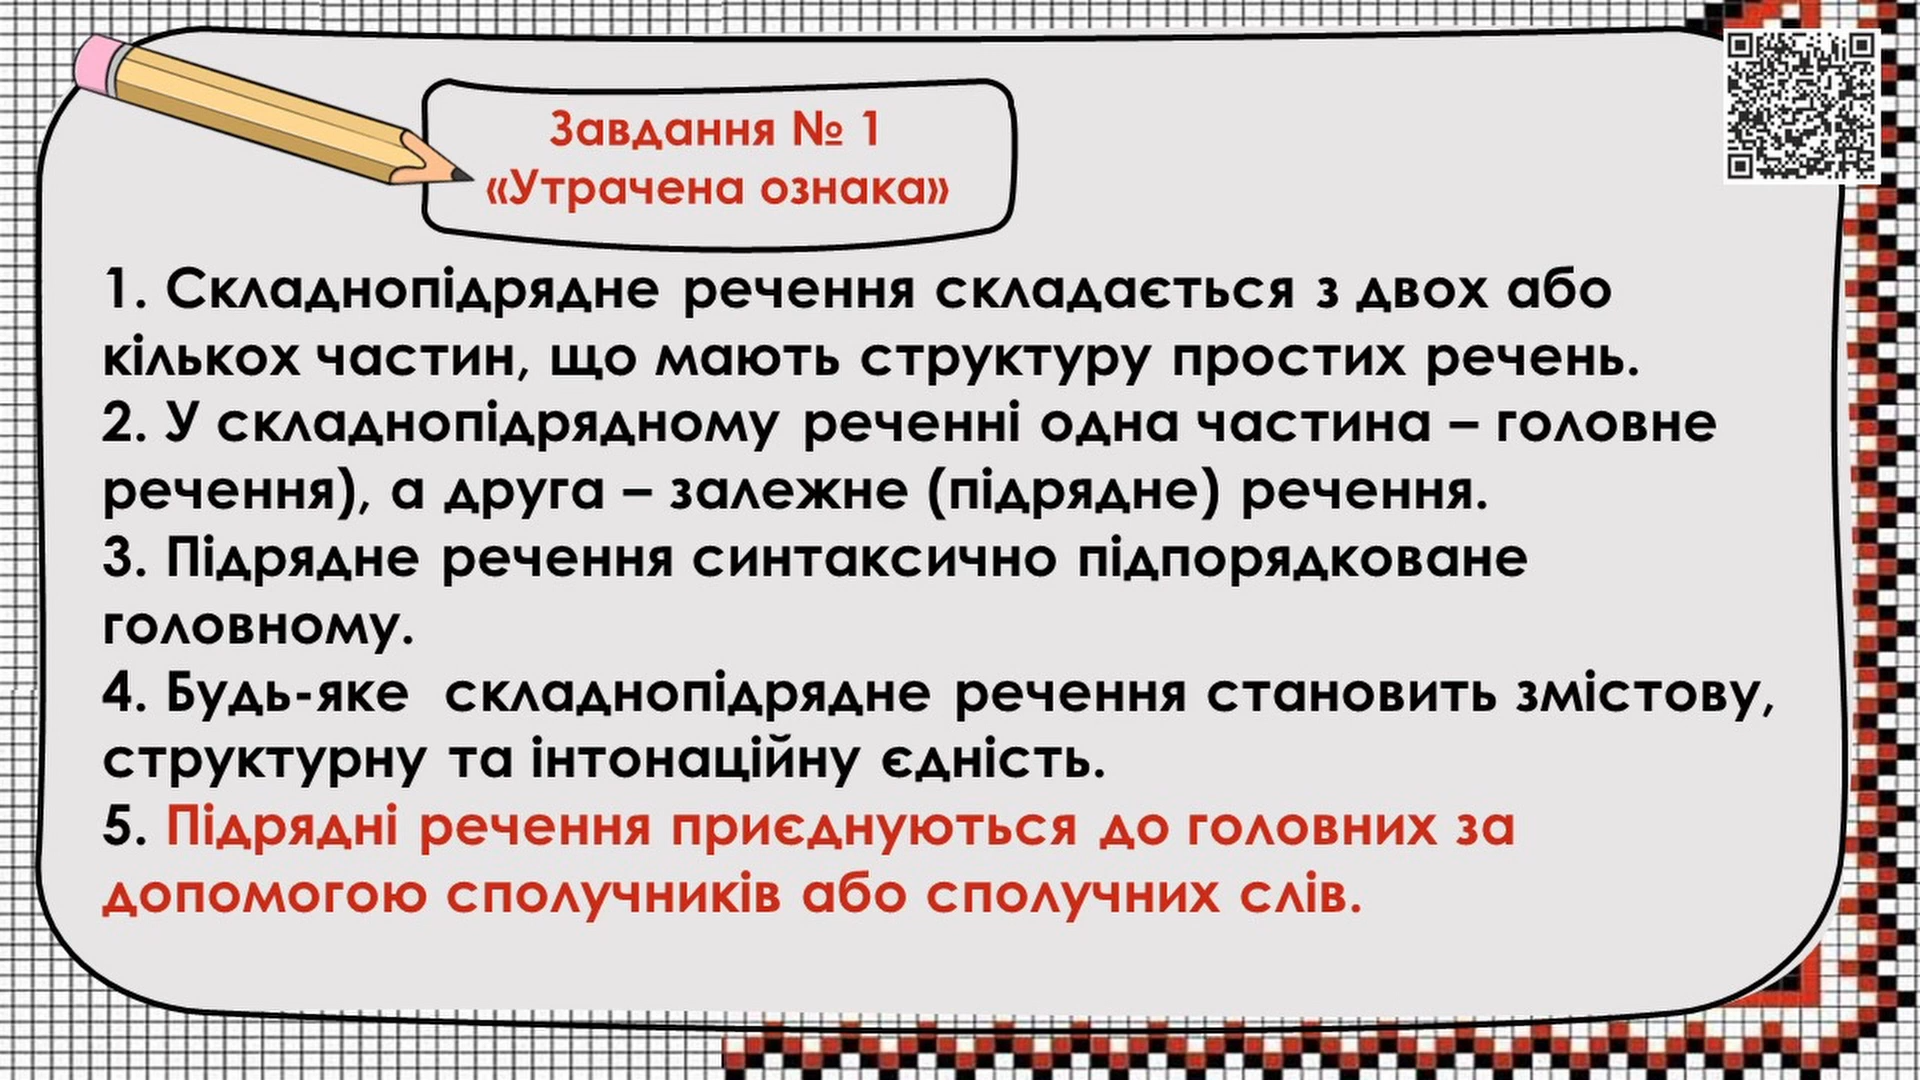 Завдання № 1
«Утрачена ознака»
1. Складнопідрядне речення складається з двох або
кількох частин, що мають структуру простих речень.
2. У складнопідрядному реченні одна частина – головне
речення), а друга – залежне (підрядне) речення.
3. Підрядне речення синтаксично підпорядковане
головному.
4. Будь-яке  складнопідрядне речення становить змістову,
структурну та інтонаційну єдність.
5. Підрядні речення приєднуються до головних за
допомогою сполучників або сполучних слів.